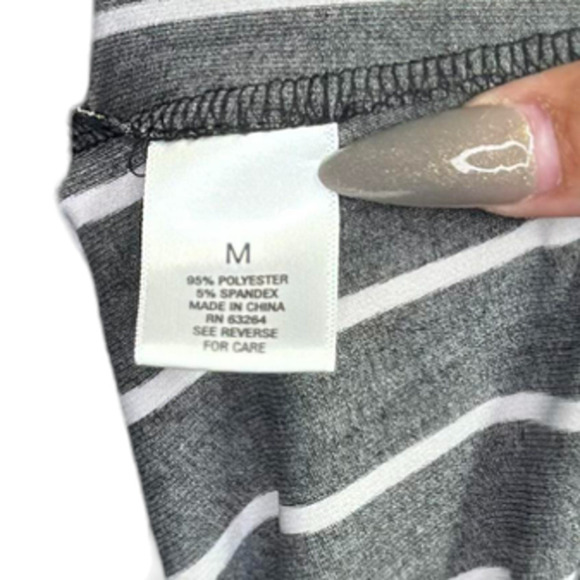 M
95% POLYESTER
5% SPANDEX
MADE IN CHINA
RN 63264
SEE REVERSE
FOR CARE